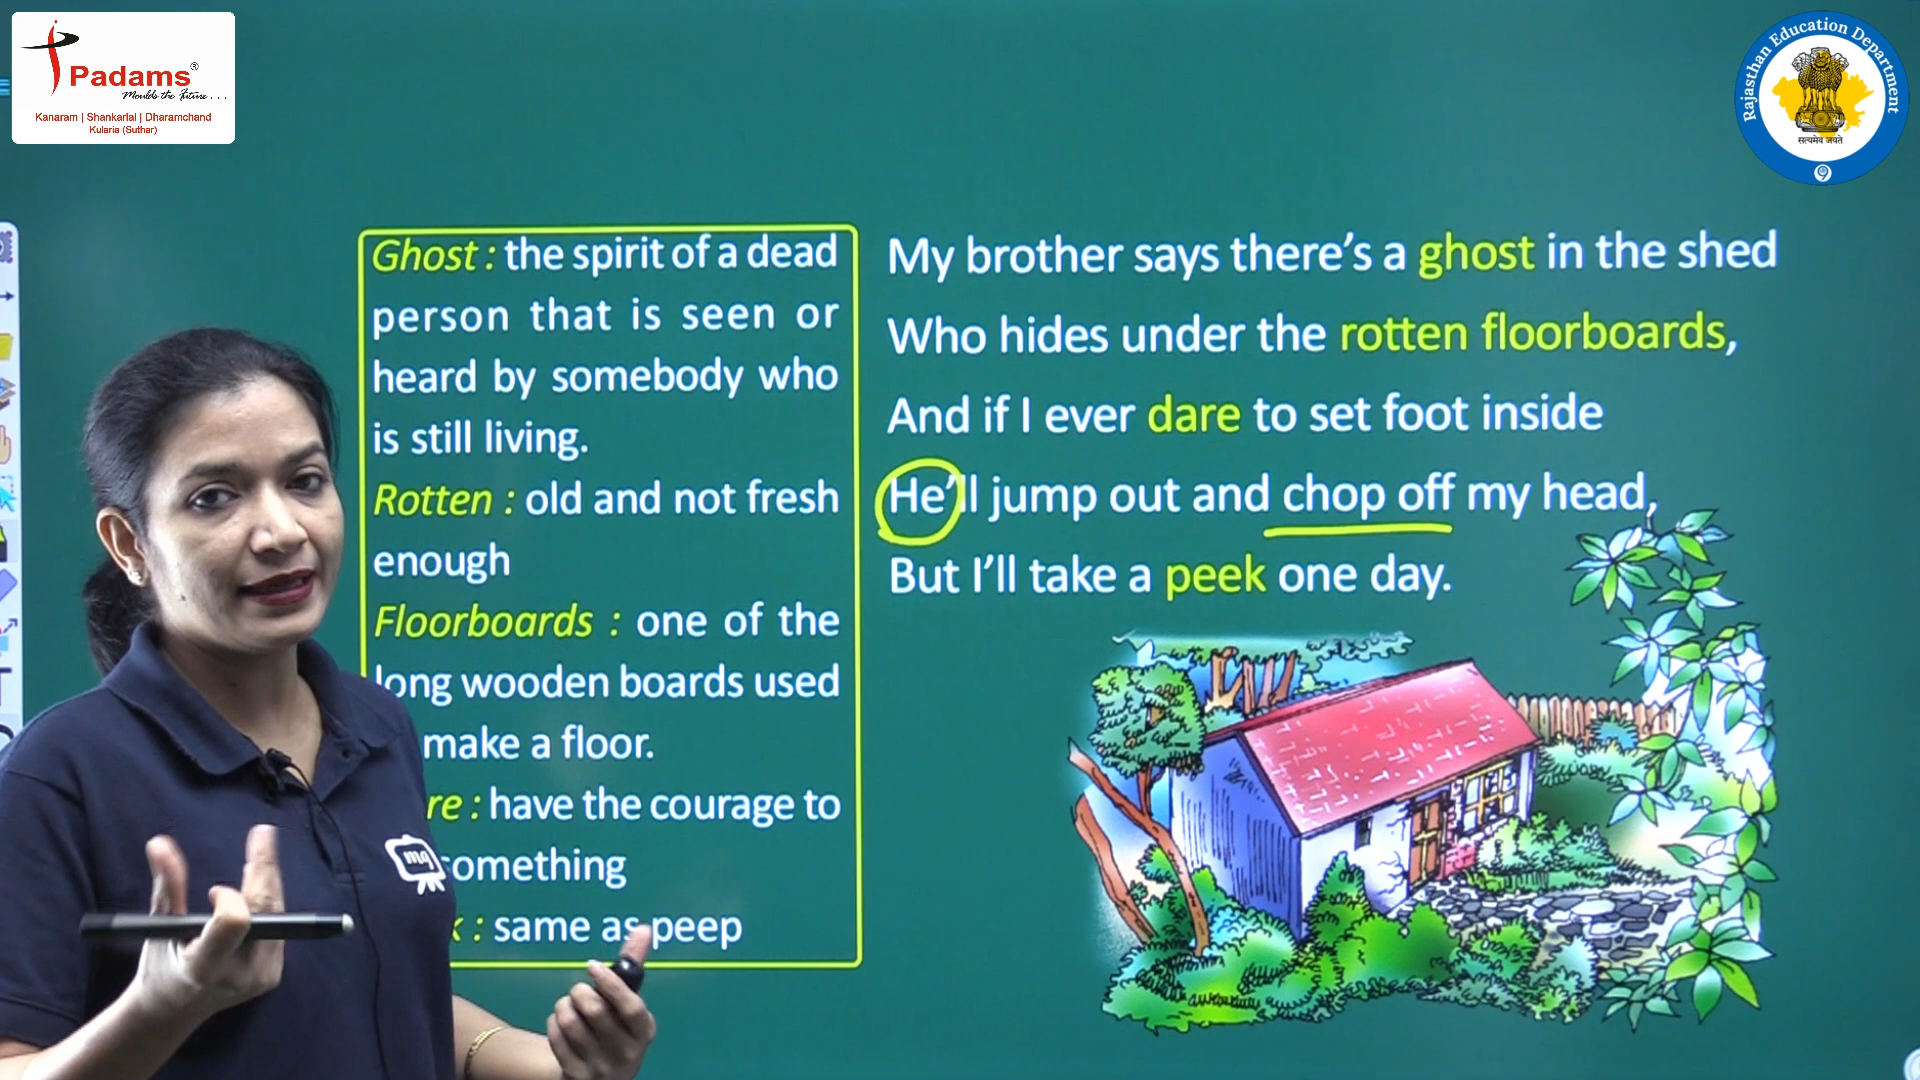 Padams®
Moulds the Future . . .
Kanaram | Shankarlal | Dharamchand
Kularia (Suthar)
Rajasthan Education Department
सत्यमेव जयते
Ghost : the spirit of a dead
person that is seen or
heard by somebody who
is still living.
Rotten : old and not fresh
enough
Floorboards : one of the
long wooden boards used
make a floor.
re : have the courage to
something
k : same as peep
My brother says there's a ghost in the shed
Who hides under the rotten floorboards,
And if I ever dare to set foot inside
He'll jump out and chop off my head,
But I'll take a peek one day.
mq